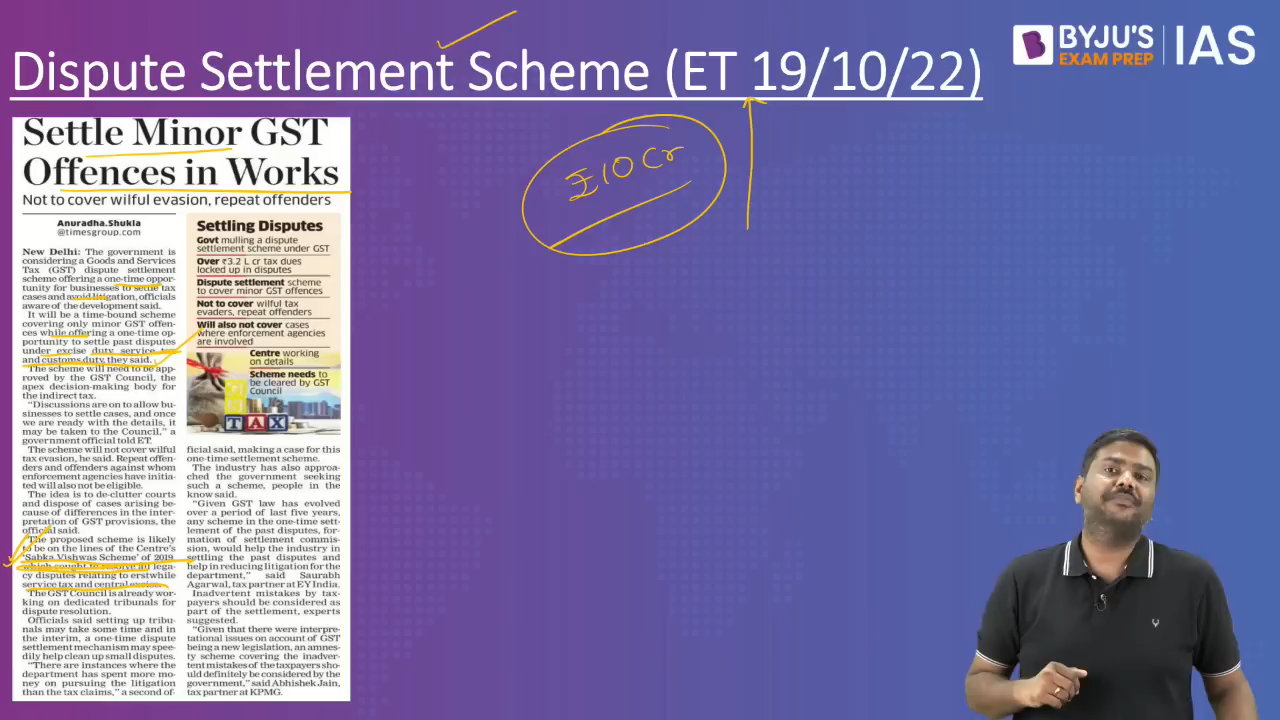 Dispute Settlement Scheme (ET 19/10/22)
BYJU'S
EXAM PREP
IAS
₹10 Cr
Settle Minor GST
Offences in Works
Not to cover wilful evasion, repeat offenders
Anuradha.Shukla
@timesgroup.com
New Delhi: The government is
considering a Goods and Services
Tax (GST) dispute settlement
scheme offering a one-time oppor-
tunity for businesses to settle tax
cases and avoid litigation, officials
aware of the development said.
It will be a time-bound scheme
covering only minor GST offen-
ces while offering a one-time op-
portunity to settle past disputes
under excise duty, service tax
and customs duty, they said.
The scheme will need to be app-
roved by the GST Council, the
apex decision-making body for
the indirect tax.
“Discussions are on to allow bu-
sinesses to settle cases, and once
we are ready with the details, it
may be taken to the Council,” a
government official told ET.
The scheme will not cover wilful
tax evasion, he said. Repeat offen-
ders and offenders against whom
enforcement agencies have initia-
ted will also not be eligible.
The idea is to de-clutter courts
and dispose of cases arising be-
cause of differences in the inter-
pretation of GST provisions, the
official said.
The proposed scheme is likely
to be on the lines of the Centre's
'Sabka Vishwas Scheme' of 2019,
which sought to resolve all lega-
cy disputes relating to erstwhile
service tax and central excise.
The GST Council is already wor-
king on dedicated tribunals for
dispute resolution.
Officials said setting up tribu-
nals may take some time and in
the interim, a one-time dispute
settlement mechanism may spee-
dily help clean up small disputes.
“There are instances where the
department has spent more mo-
ney on pursuing the litigation
than the tax claims,” a second of-
Settling Disputes
Govt mulling a dispute
settlement scheme under GST
Over ₹3.2 L cr tax dues
locked up in disputes
Dispute settlement scheme
to cover minor GST offences
Not to cover wilful tax
evaders, repeat offenders
Will also not cover cases
where enforcement agencies
are involved
Centre working
on details
Scheme needs to
be cleared by GST
Council
GST
TAX
ficial said, making a case for this
one-time settlement scheme.
The industry has also approa-
ched the government seeking
such a scheme, people in the
know said.
“Given GST law has evolved
over a period of last five years,
any scheme in the one-time sett-
lement of the past disputes, for-
mation of settlement commis-
sion, would help the industry in
settling the past disputes and
help in reducing litigation for the
department,” said Saurabh
Agarwal, tax partner at EY India.
Inadvertent mistakes by tax-
payers should be considered as
part of the settlement, experts
suggested.
“Given that there were interpre-
tational issues on account of GST
being a new legislation, an amnes-
ty scheme covering the inadver-
tent mistakes of the taxpayers sho-
uld definitely be considered by the
government,” said Abhishek Jain,
tax partner at KPMG.